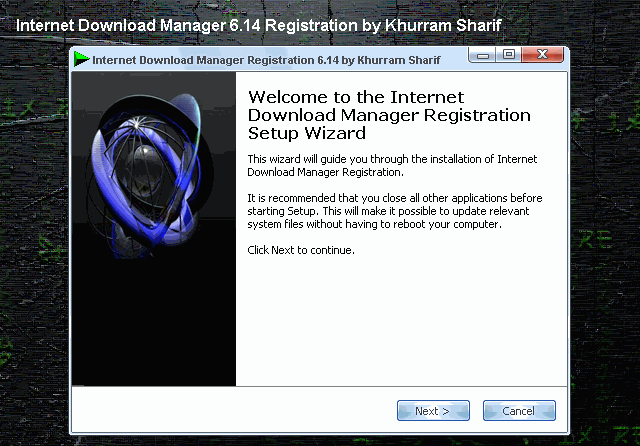 Internet Download Manager 6.14 Registration by Khurram Sharif
Internet Download Manager Registration 6.14 by Khurram Sharif
Welcome to the Internet
Download Manager Registration
Setup Wizard
This wizard will guide you through the installation of Internet
Download Manager Registration.
It is recommended that you close all other applications before
starting Setup. This will make it possible to update relevant
system files without having to reboot your computer.
Click Next to continue.
Next >
Cancel